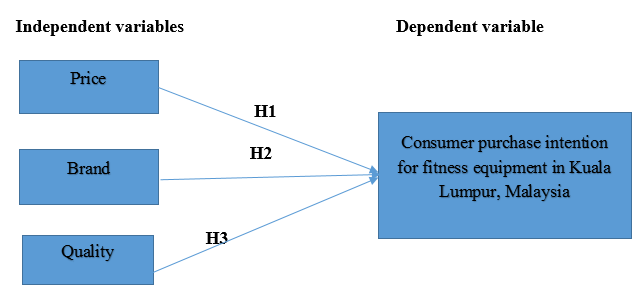 Independent variables
Dependent variable
Price
H1
Brand
H2
Consumer purchase intention
for fitness equipment in Kuala
Lumpur, Malaysia
Quality
H3